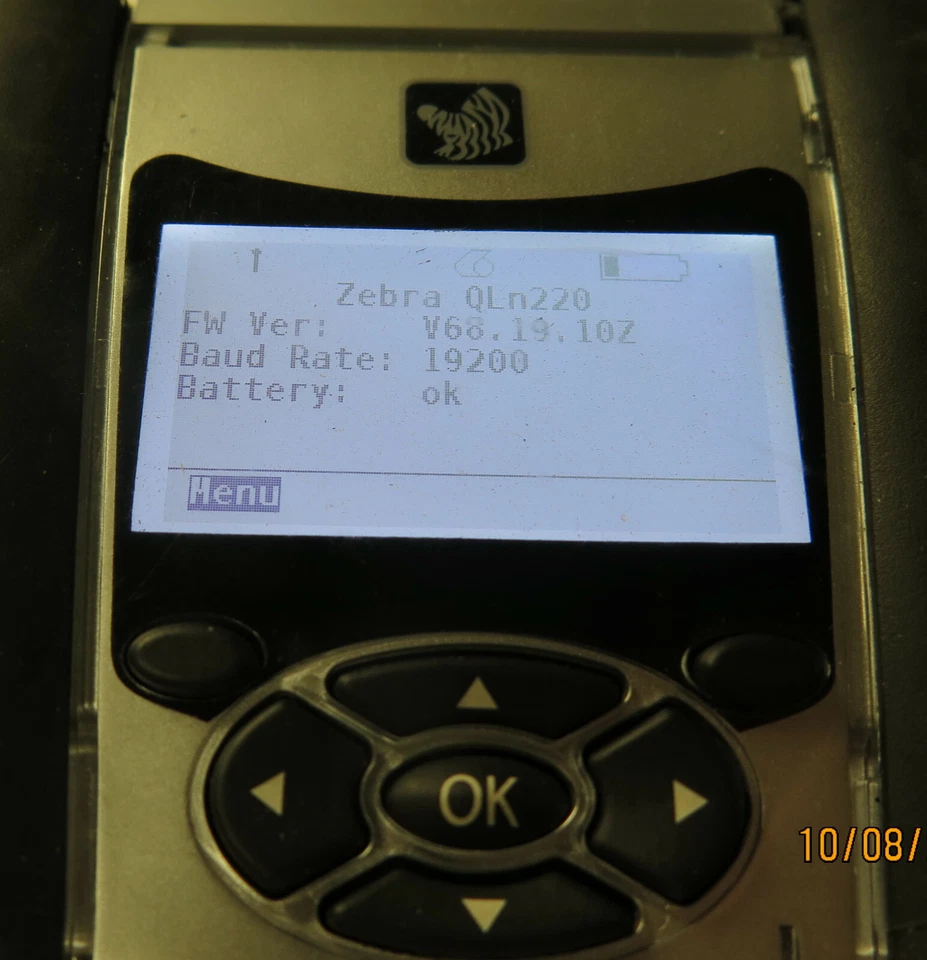 Zebra QLn220
FW Ver: V68.19.10Z
Baud Rate: 19200
Battery: ok
Menu
OK
10/08/